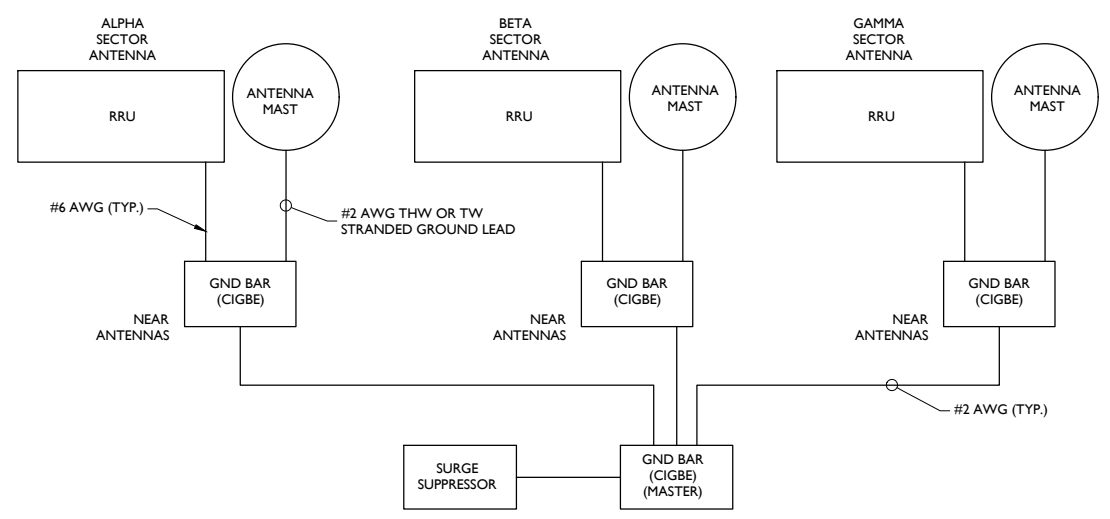 ALPHA
SECTOR
ANTENNA
BETA
SECTOR
ANTENNA
GAMMA
SECTOR
ANTENNA
RRU
ANTENNA
MAST
RRU
ANTENNA
MAST
RRU
ANTENNA
MAST
#6 AWG (TYP.)
#2 AWG THW OR TW
STRANDED GROUND LEAD
GND BAR
(CIGBE)
GND BAR
(CIGBE)
GND BAR
(CIGBE)
NEAR
ANTENNAS
NEAR
ANTENNAS
NEAR
ANTENNAS
#2 AWG (TYP.)
SURGE
SUPPRESSOR
GND BAR
(CIGBE)
(MASTER)